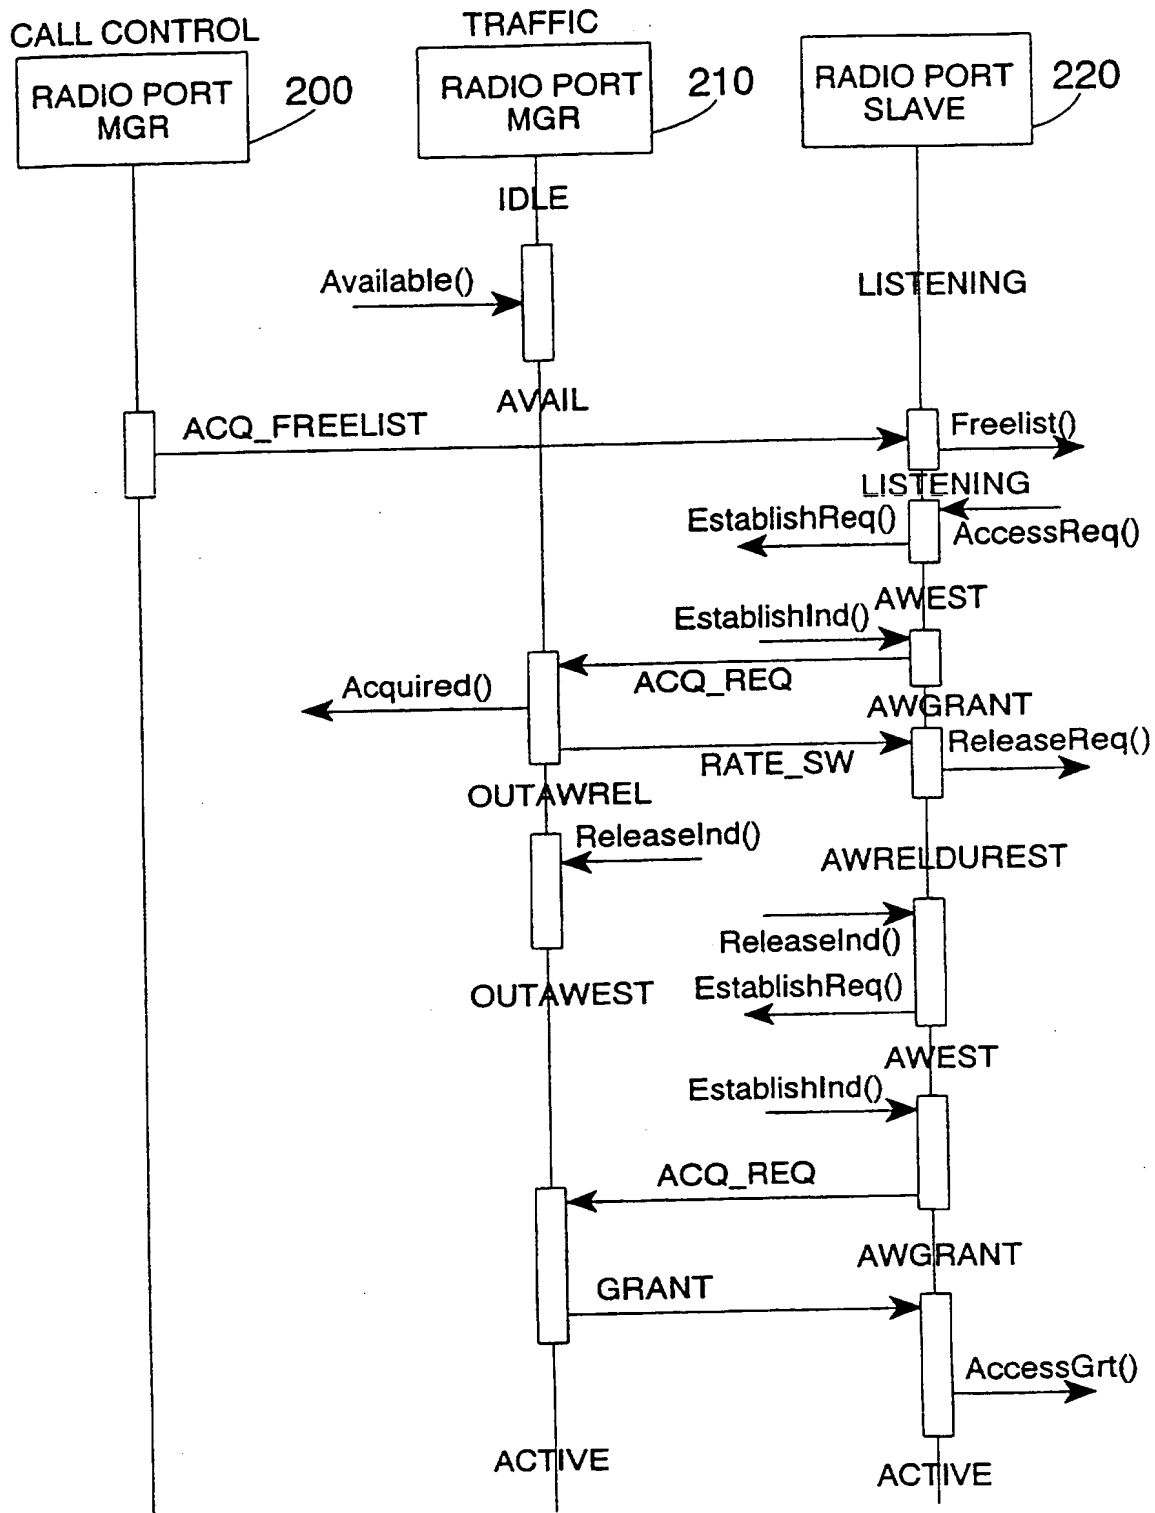 CALL CONTROL
TRAFFIC
RADIO PORT
MGR
200
RADIO PORT
MGR
210
RADIO PORT
SLAVE
220
IDLE
Available()
LISTENING
AVAIL
ACQ_FREELIST
Freelist()
LISTENING
EstablishReq()
AccessReq()
AWEST
EstablishInd()
ACQ_REQ
Acquired()
AWGRANT
ReleaseReq()
RATE_SW
OUTAWREL
ReleaseInd()
AWRELDUREST
ReleaseInd()
EstablishReq()
OUTAWEST
AWEST
EstablishInd()
ACQ_REQ
AWGRANT
GRANT
AccessGrt()
ACTIVE
ACTIVE